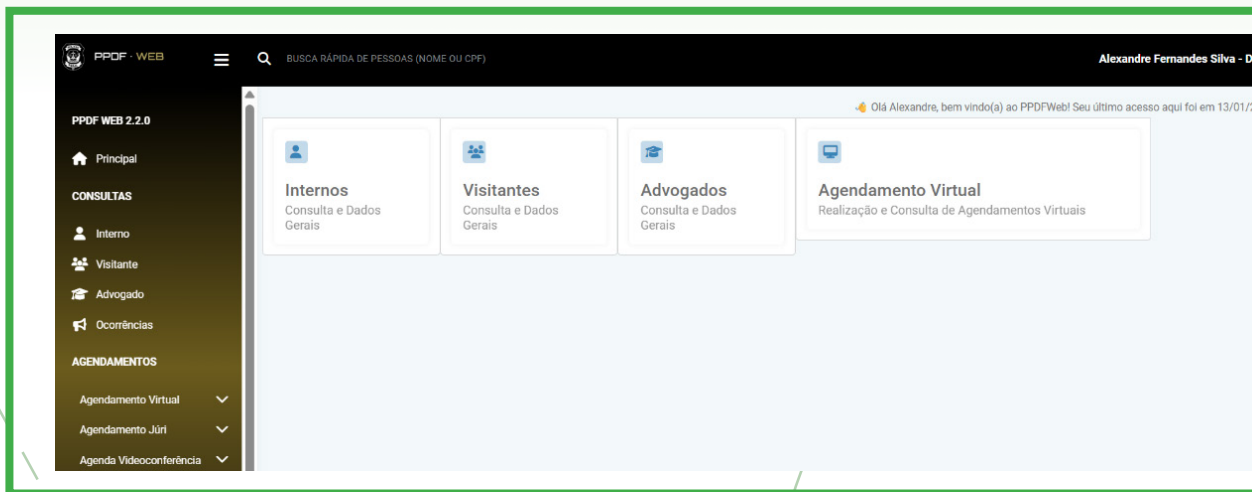 PPDF - WEB
BUSCA RÁPIDA DE PESSOAS (NOME OU CPF)
Alexandre Fernandes Silva - D
👍 Olá Alexandre, bem vindo(a) ao PPDFWeb! Seu último acesso aqui foi em 13/01/2
PPDF WEB 2.2.0
Principal
CONSULTAS
Interno
Visitante
Advogado
Ocorrências
AGENDAMENTOS
Agendamento Virtual
Agendamento Júri
Agenda Videoconferência
Internos
Consulta e Dados
Gerais
Visitantes
Consulta e Dados
Gerais
Advogados
Consulta e Dados
Gerais
Agendamento Virtual
Realização e Consulta de Agendamentos Virtuais